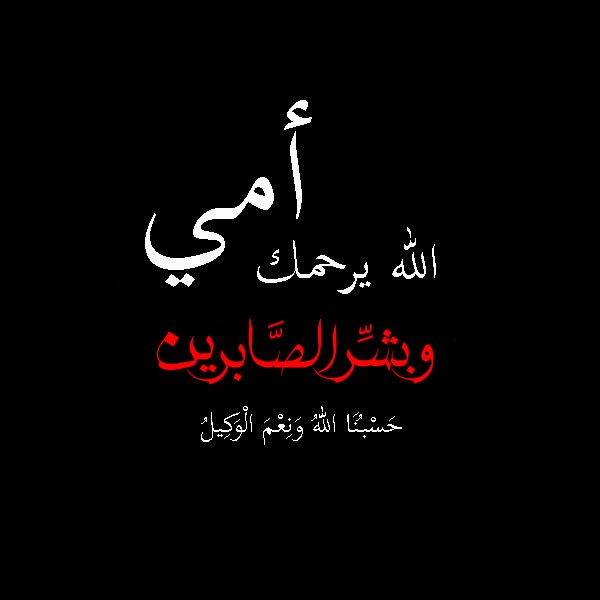 أمي
الله يرحمك
وبشِّر الصَّابرين
حَسْبُنَا اللهُ وَنِعْمَ الْوَكِيلُ